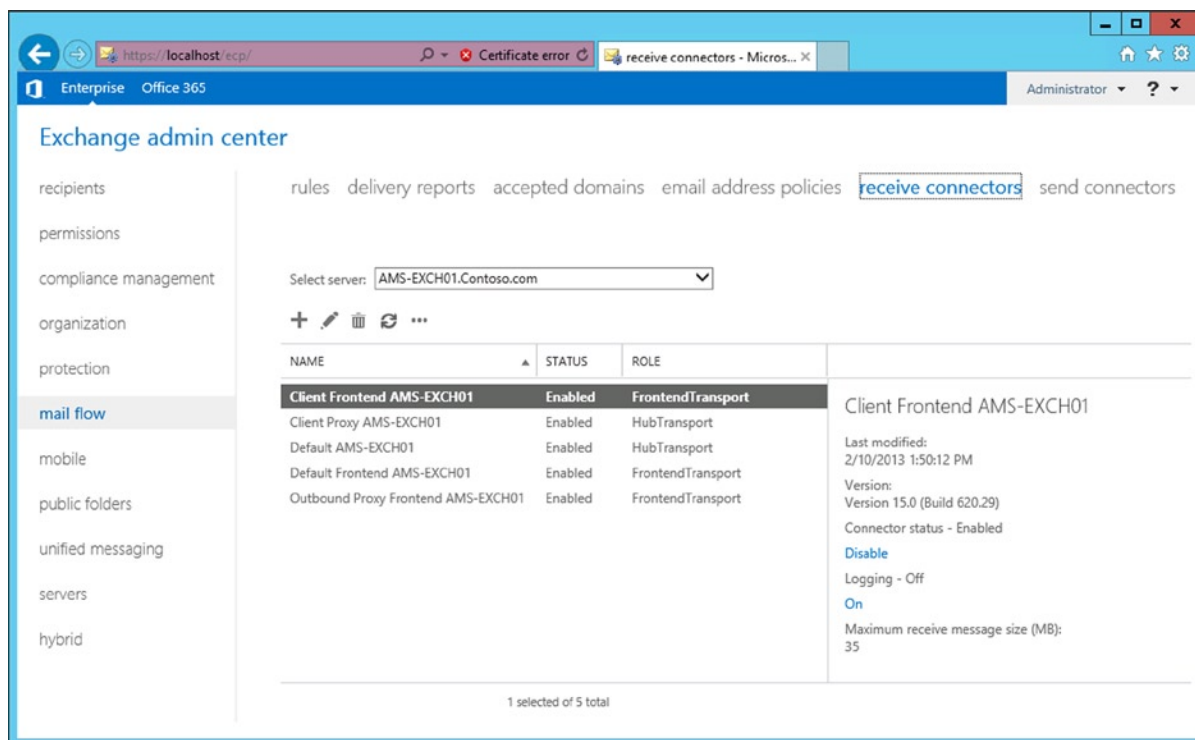 https://localhost/ecp/
Certificate error
receive connectors - Micros...
Enterprise Office 365
Administrator ?
Exchange admin center
recipients
permissions
compliance management
organization
protection
mail flow
mobile
public folders
unified messaging
servers
hybrid
rules delivery reports accepted domains email address policies receive connectors send connectors
Select server: AMS-EXCH01.Contoso.com
NAME STATUS ROLE
Client Frontend AMS-EXCH01 Enabled FrontendTransport
Client Proxy AMS-EXCH01 Enabled HubTransport
Default AMS-EXCH01 Enabled HubTransport
Default Frontend AMS-EXCH01 Enabled FrontendTransport
Outbound Proxy Frontend AMS-EXCH01 Enabled FrontendTransport
1 selected of 5 total
Client Frontend AMS-EXCH01
Last modified:
2/10/2013 1:50:12 PM
Version:
Version 15.0 (Build 620.29)
Connector status - Enabled
Disable
Logging - Off
On
Maximum receive message size (MB):
35